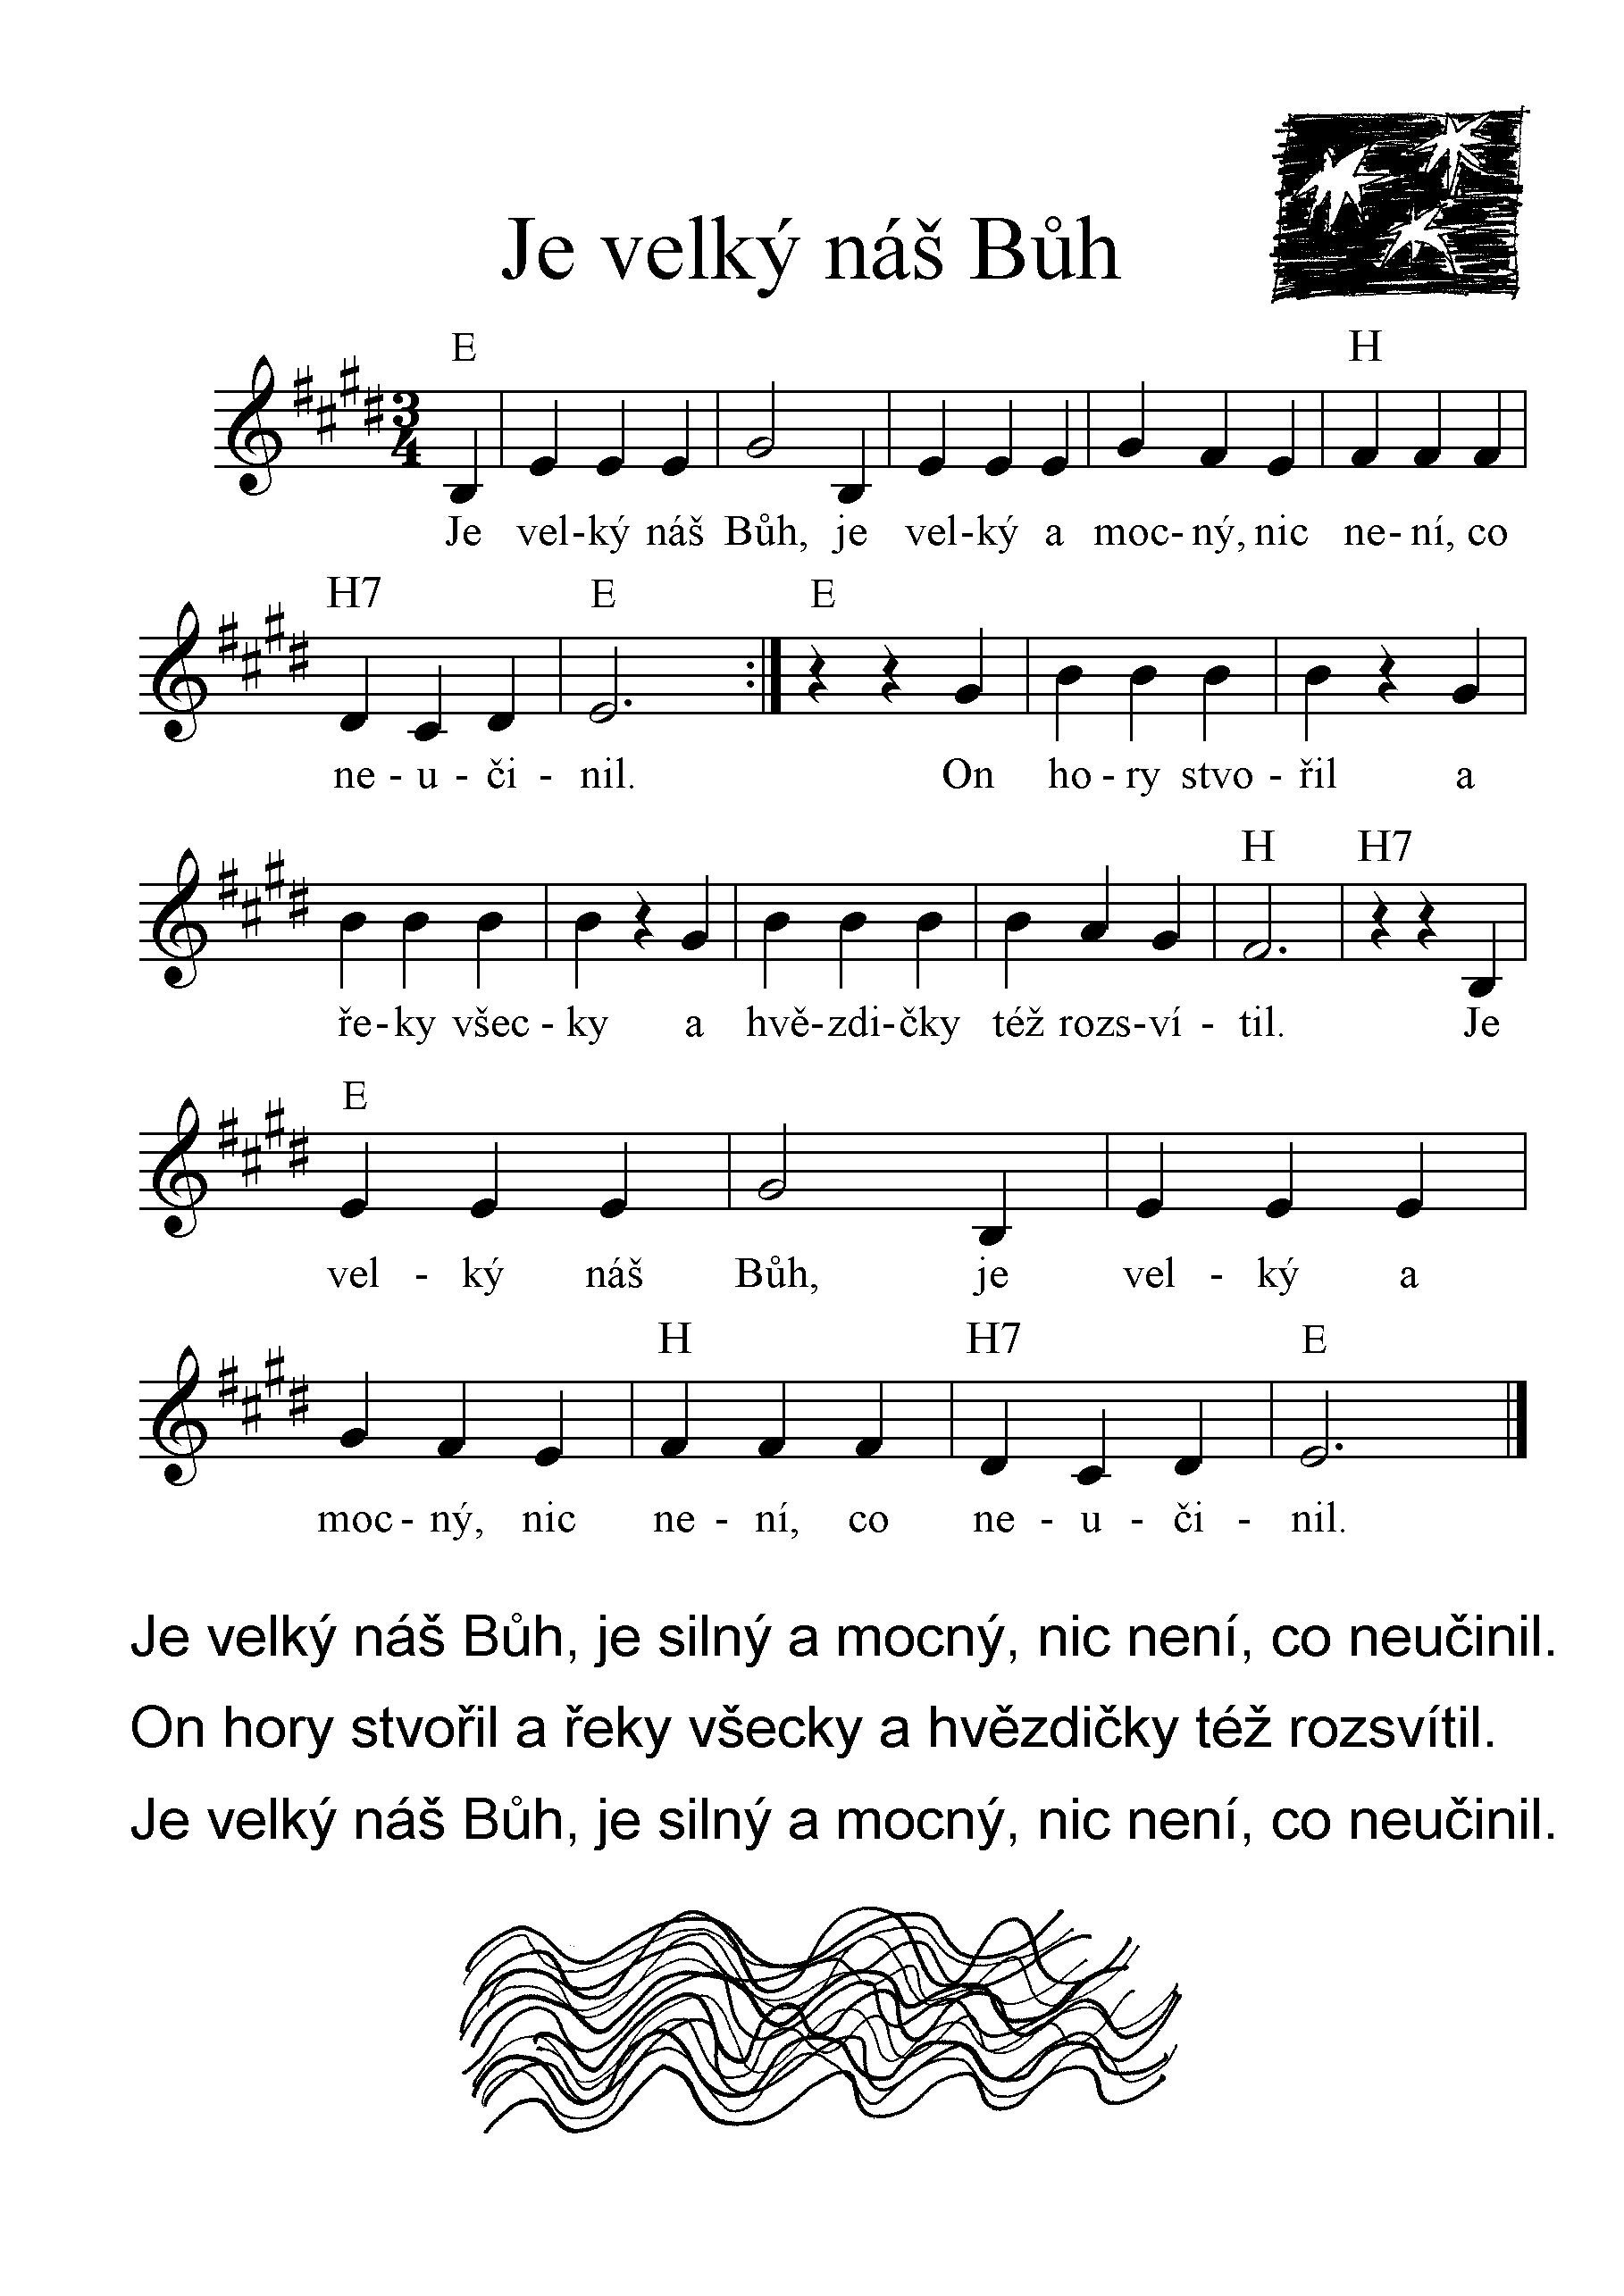 Je velký náš Bůh
E H
Je vel-ký náš Bůh, je vel-ký a moc- ný, nic ne- ní, co
H7 E E
ne - u - či - nil. On ho - ry stvo - řil a
H H7
ře-ky všec - ky a hvě-zdi-čky též rozs-ví - til. Je
E
vel - ký náš Bůh, je vel - ký a
H H7 E
moc - ný, nic ne - ní, co ne - u - či - nil.
Je velký náš Bůh, je silný a mocný, nic není, co neučinil.
On hory stvořil a řeky všecky a hvězdičky též rozsvítil.
Je velký náš Bůh, je silný a mocný, nic není, co neučinil.